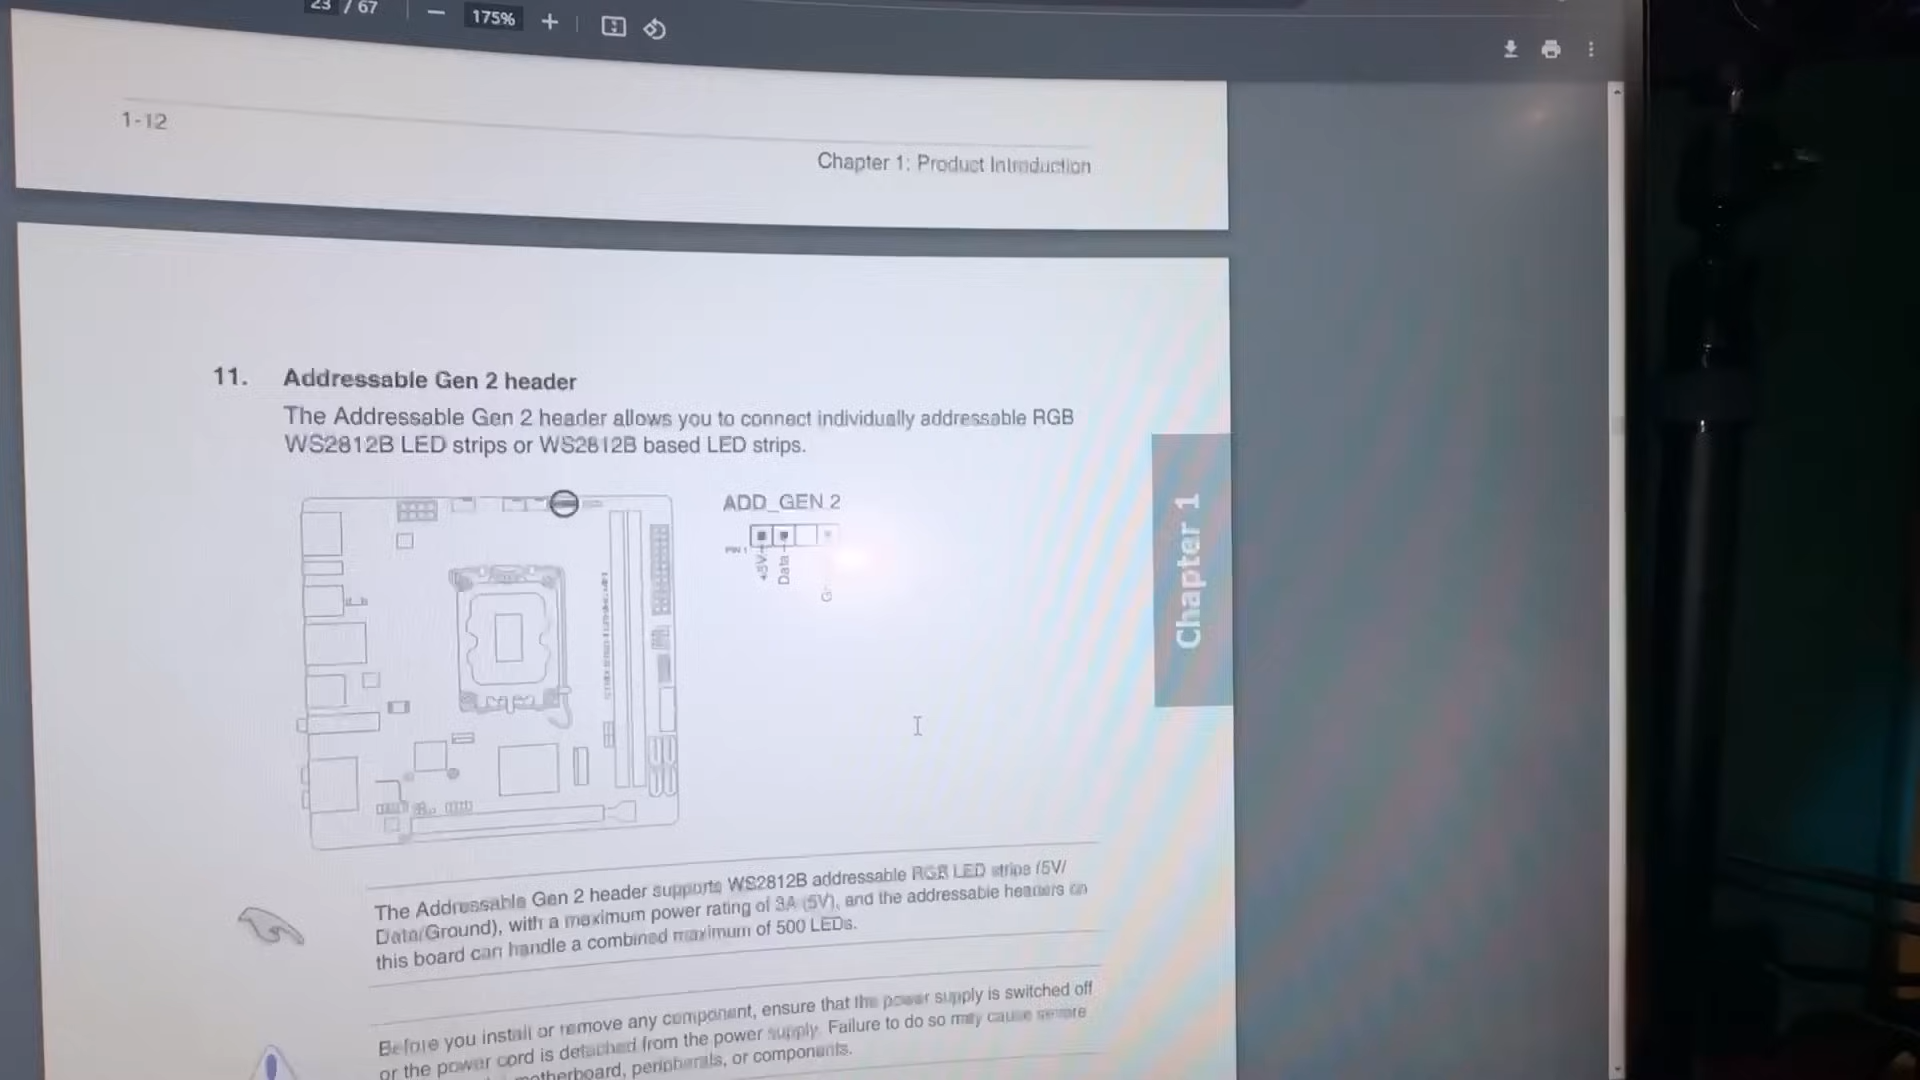 23 / 67
175%
1-12
Chapter 1: Product Introduction
11. Addressable Gen 2 header
The Addressable Gen 2 header allows you to connect individually addressable RGB
WS2812B LED strips or WS2812B based LED strips.
ADD_GEN 2
PIN 1
+5V
Data
G
Chapter 1
The Addressable Gen 2 header supports WS2812B addressable RGB LED strips (5V/
Data/Ground), with a maximum power rating of 3A (5V), and the addressable headers on
this board can handle a combined maximum of 500 LEDs.
Before you install or remove any component, ensure that the power supply is switched off
or the power cord is detached from the power supply. Failure to do so may cause severe
motherboard, peripherals, or components.